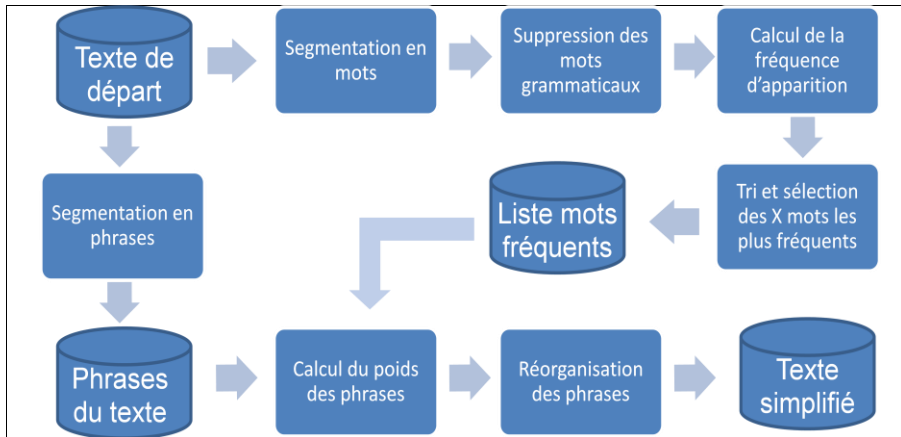 Texte de
départ
Segmentation en
mots
Suppression des
mots
grammaticaux
Calcul de la
fréquence
d'apparition
Segmentation en
phrases
Liste mots
fréquents
Tri et sélection
des X mots les
plus fréquents
Phrases
du texte
Calcul du poids
des phrases
Réorganisation
des phrases
Texte
simplifié